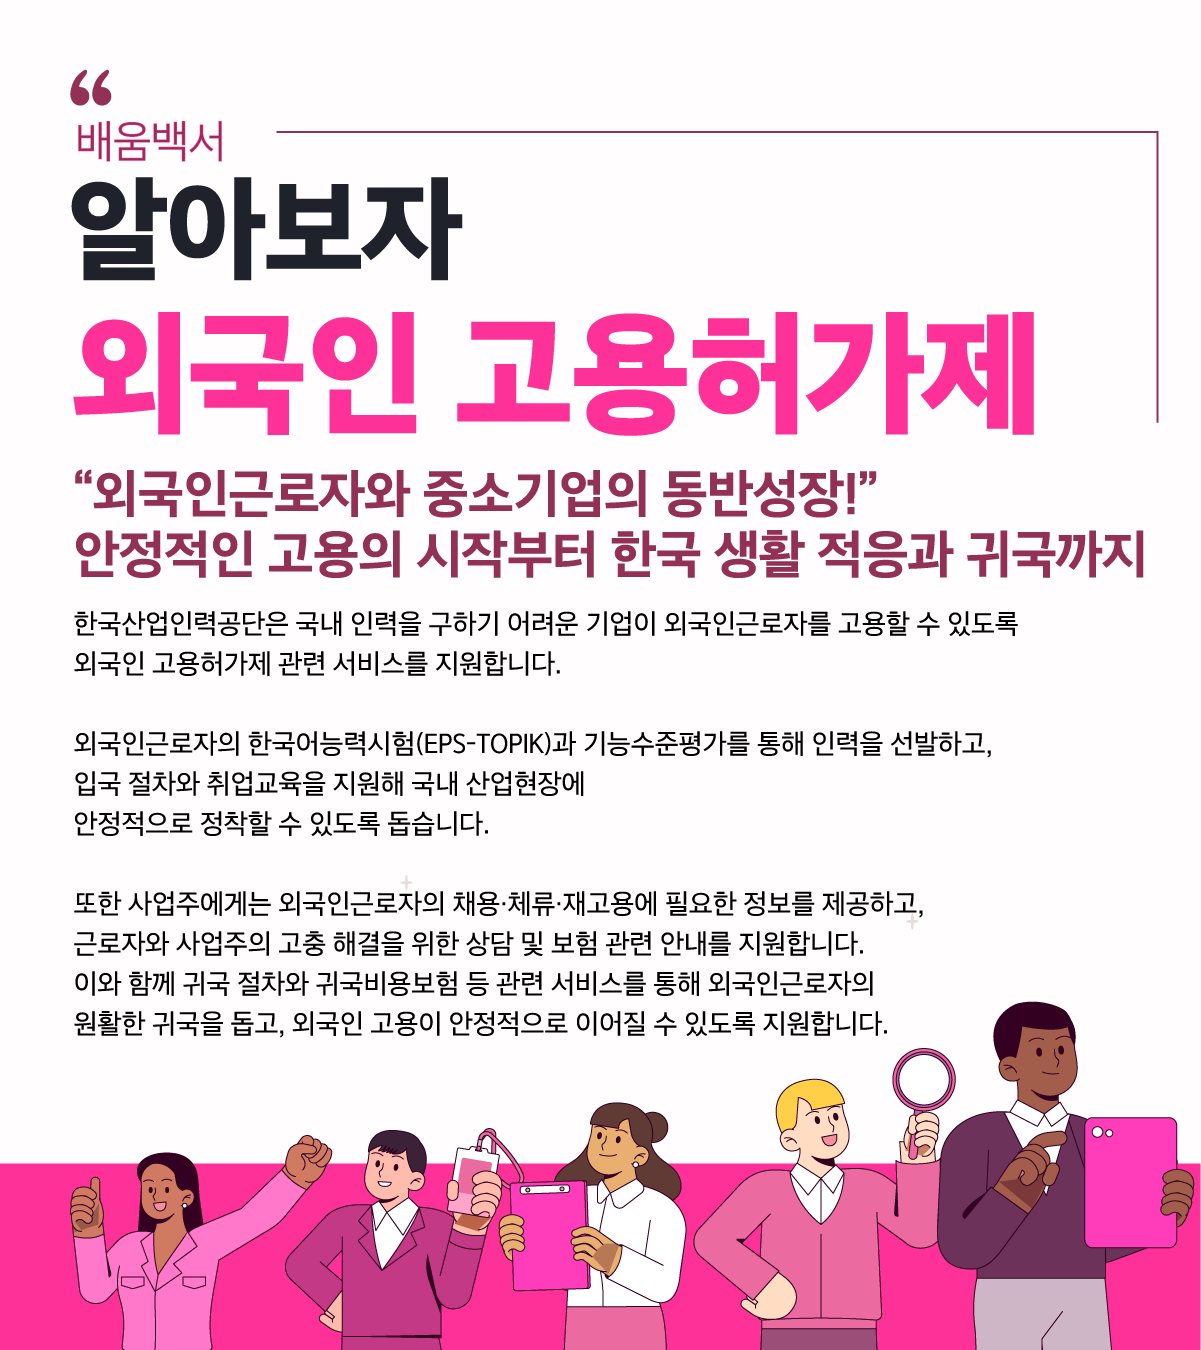 “
배움백서
알아보자
외국인 고용허가제
“외국인근로자와 중소기업의 동반성장!”
안정적인 고용의 시작부터 한국 생활 적응과 귀국까지
한국산업인력공단은 국내 인력을 구하기 어려운 기업이 외국인근로자를 고용할 수 있도록
외국인 고용허가제 관련 서비스를 지원합니다.
외국인근로자의 한국어능력시험(EPS-TOPIK)과 기능수준평가를 통해 인력을 선발하고,
입국 절차와 취업교육을 지원해 국내 산업현장에
안정적으로 정착할 수 있도록 돕습니다.
또한 사업주에게는 외국인근로자의 채용·체류·재고용에 필요한 정보를 제공하고,
근로자와 사업주의 고충 해결을 위한 상담 및 보험 관련 안내를 지원합니다.
이와 함께 귀국 절차와 귀국비용보험 등 관련 서비스를 통해 외국인근로자의
원활한 귀국을 돕고, 외국인 고용이 안정적으로 이어질 수 있도록 지원합니다.